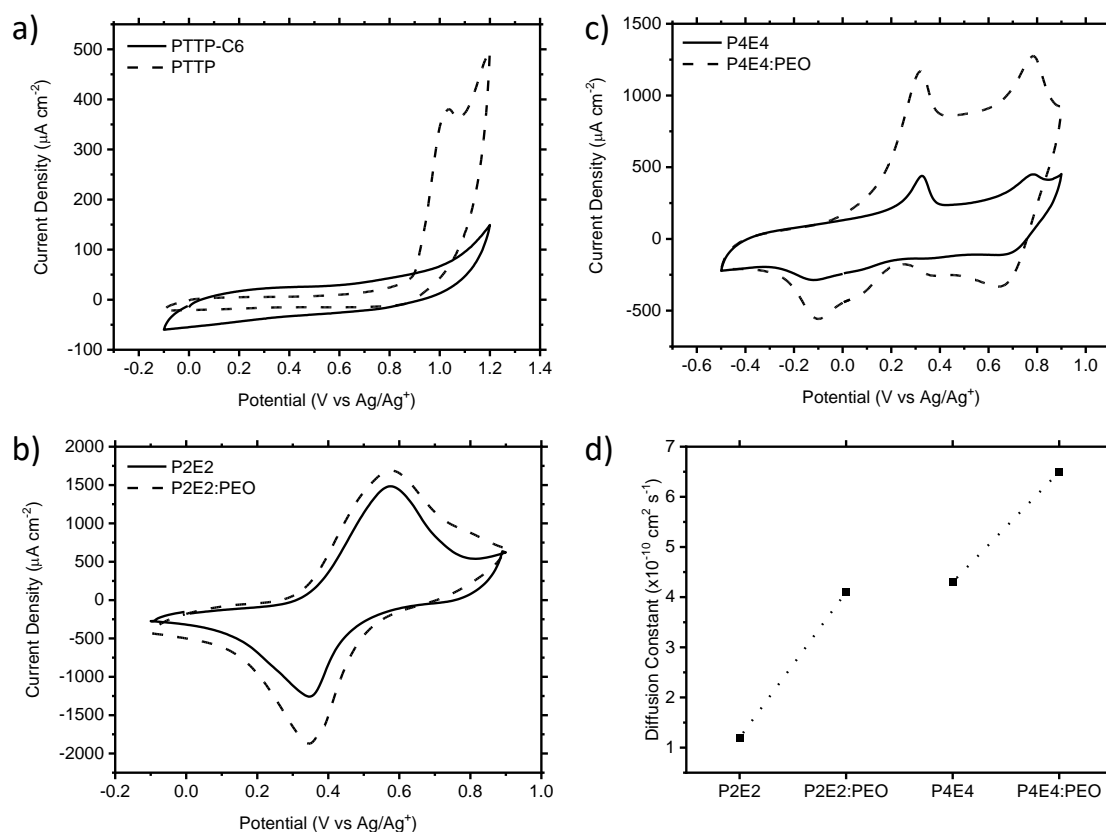 a)
PTTP-C6
PTTP
500
400
300
200
100
0
-100
-0.2 0.0 0.2 0.4 0.6 0.8 1.0 1.2 1.4
Current Density (μA cm-2)
Potential (V vs Ag/Ag+)
c)
P4E4
P4E4:PEO
1500
1000
500
0
-500
-0.6 -0.4 -0.2 0.0 0.2 0.4 0.6 0.8 1.0
Current Density (μA cm-2)
Potential (V vs Ag/Ag+)
b)
P2E2
P2E2:PEO
2000
1500
1000
500
0
-500
-1000
-1500
-2000
0.0 0.2 0.4 0.6 0.8 1.0
Current Density (μA cm-2)
Potential (V vs Ag/Ag+)
d)
7
6
5
4
3
2
1
P2E2 P2E2:PEO P4E4 P4E4:PEO
Diffusion Constant (x10-10 cm2 s-1)